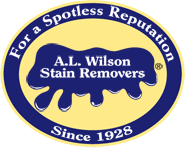 For a Spotless Reputation
A.L. Wilson
Stain Removers®
Since 1928